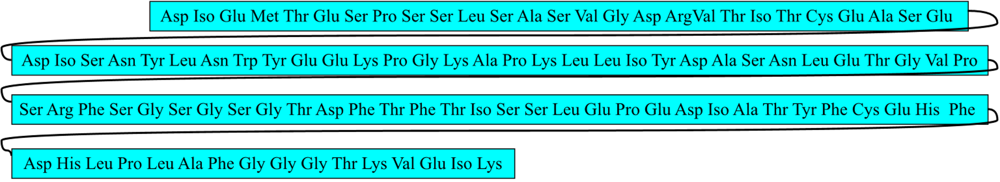 Asp Iso Glu Met Thr Glu Ser Pro Ser Ser Leu Ser Ala Ser Val Gly Asp ArgVal Thr Iso Thr Cys Glu Ala Ser Glu
Asp Iso Ser Asn Tyr Leu Asn Trp Tyr Glu Glu Lys Pro Gly Lys Ala Pro Lys Leu Leu Iso Tyr Asp Ala Ser Asn Leu Glu Thr Gly Val Pro
Ser Arg Phe Ser Gly Ser Gly Ser Gly Thr Asp Phe Thr Phe Thr Iso Ser Ser Leu Glu Pro Glu Asp Iso Ala Thr Tyr Phe Cys Glu His Phe
Asp His Leu Pro Leu Ala Phe Gly Gly Gly Thr Lys Val Glu Iso Lys